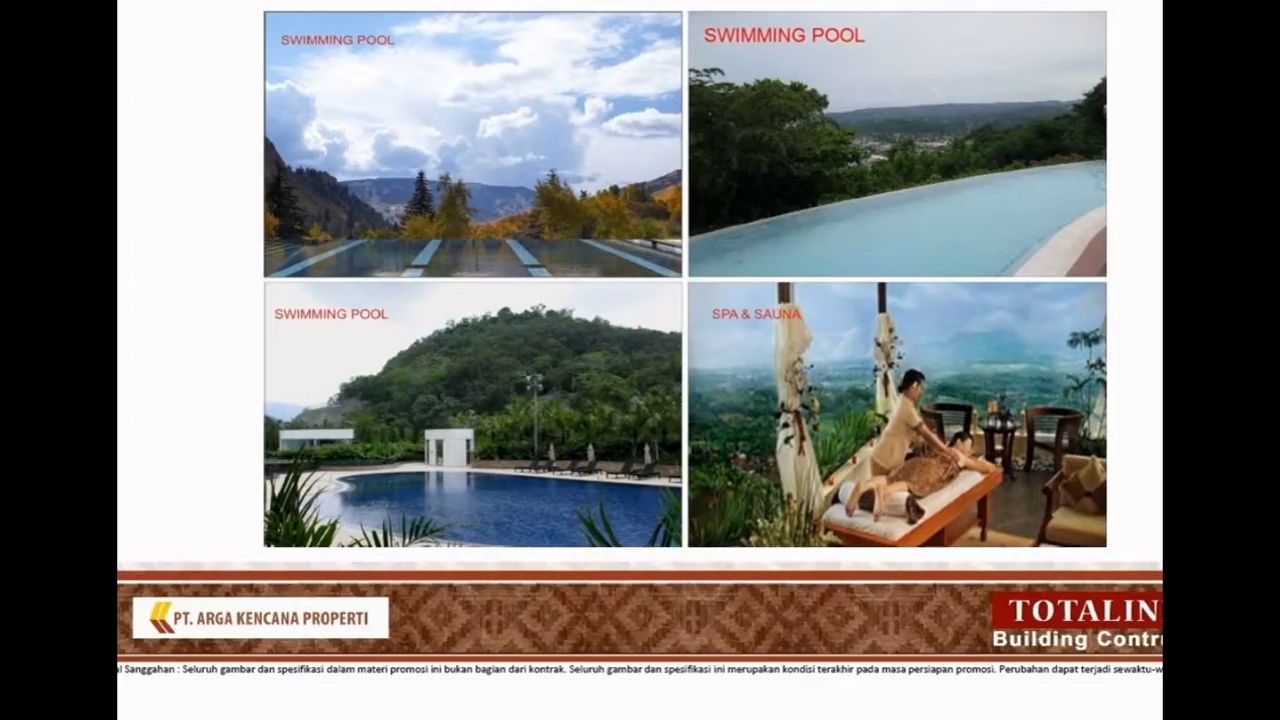 SWIMMING POOL
SWIMMING POOL
SWIMMING POOL
SPA & SAUNA
PT. ARGA KENCANA PROPERTI
TOTALIN
Building Contr
al Sanggahan : Seluruh gambar dan spesifikasi dalam materi promosi ini bukan bagian dari kontrak. Seluruh gambar dan spesifikasi ini merupakan kondisi terakhir pada masa persiapan promosi. Perubahan dapat terjadi sewaktu-w